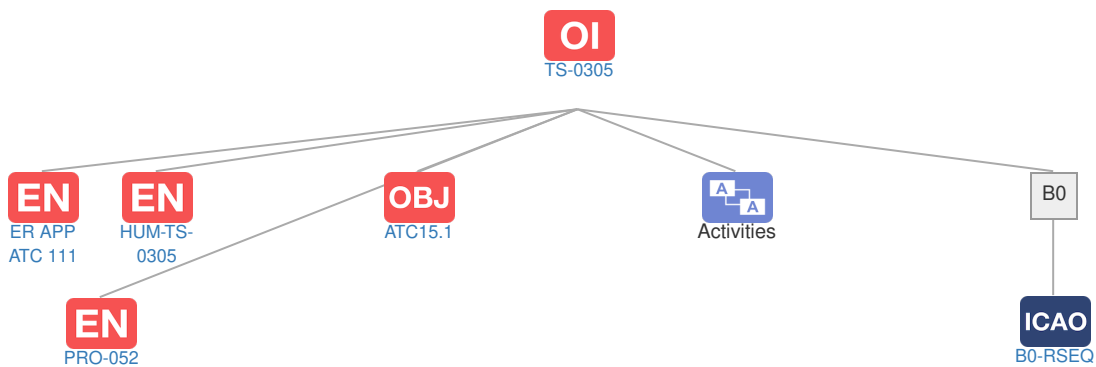 OI
TS-0305
EN
ER APP
ATC 111
EN
HUM-TS-
0305
OBJ
ATC15.1
A
A
Activities
B0
EN
PRO-052
ICAO
B0-RSEQ